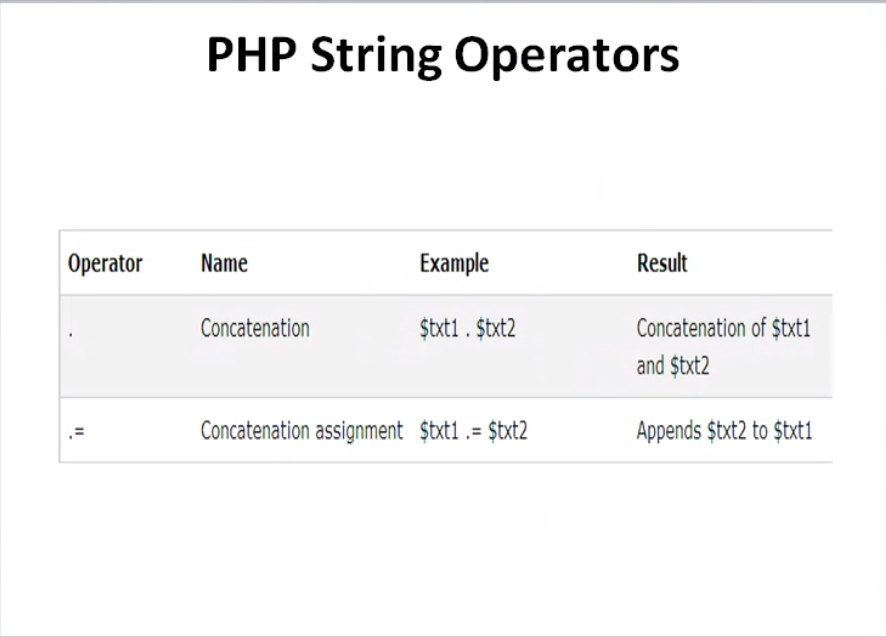 PHP String Operators
Operator Name Example Result
. Concatenation $txt1 . $txt2 Concatenation of $txt1
and $txt2
.= Concatenation assignment $txt1 .= $txt2 Appends $txt2 to $txt1